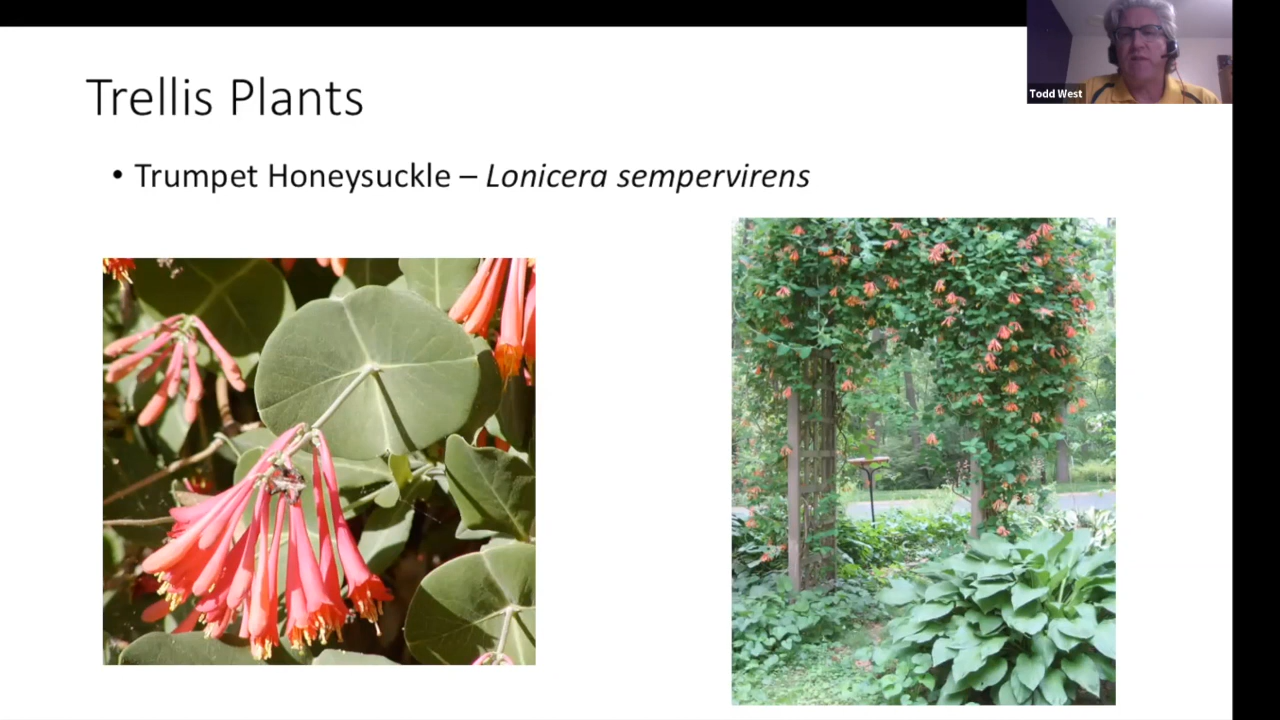 Trellis Plants
• Trumpet Honeysuckle – Lonicera sempervirens
Todd West